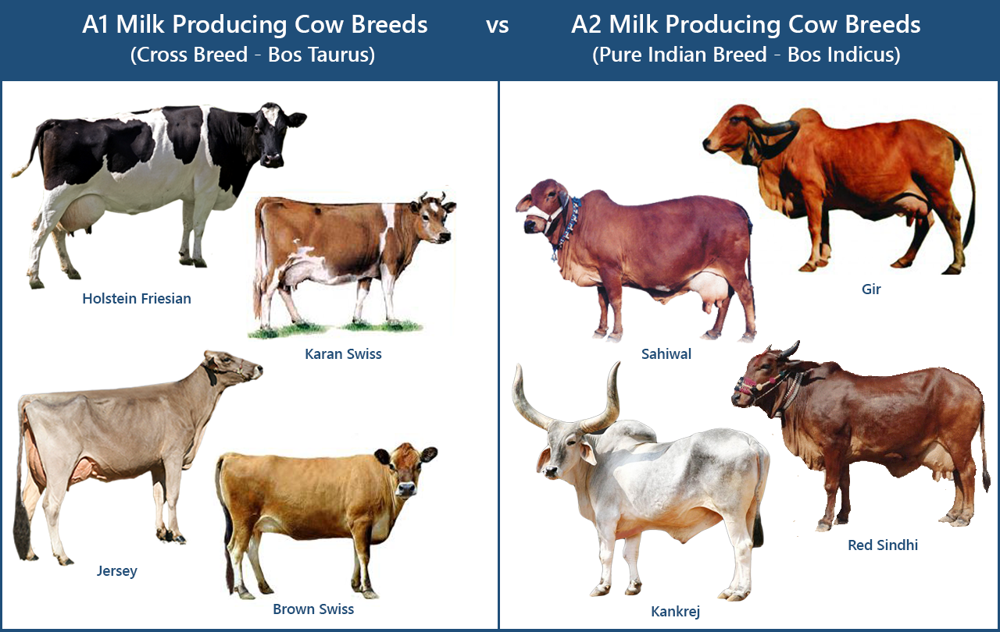 A1 Milk Producing Cow Breeds
(Cross Breed - Bos Taurus)
vs
A2 Milk Producing Cow Breeds
(Pure Indian Breed - Bos Indicus)
Holstein Friesian
Karan Swiss
Jersey
Brown Swiss
Gir
Sahiwal
Red Sindhi
Kankrej